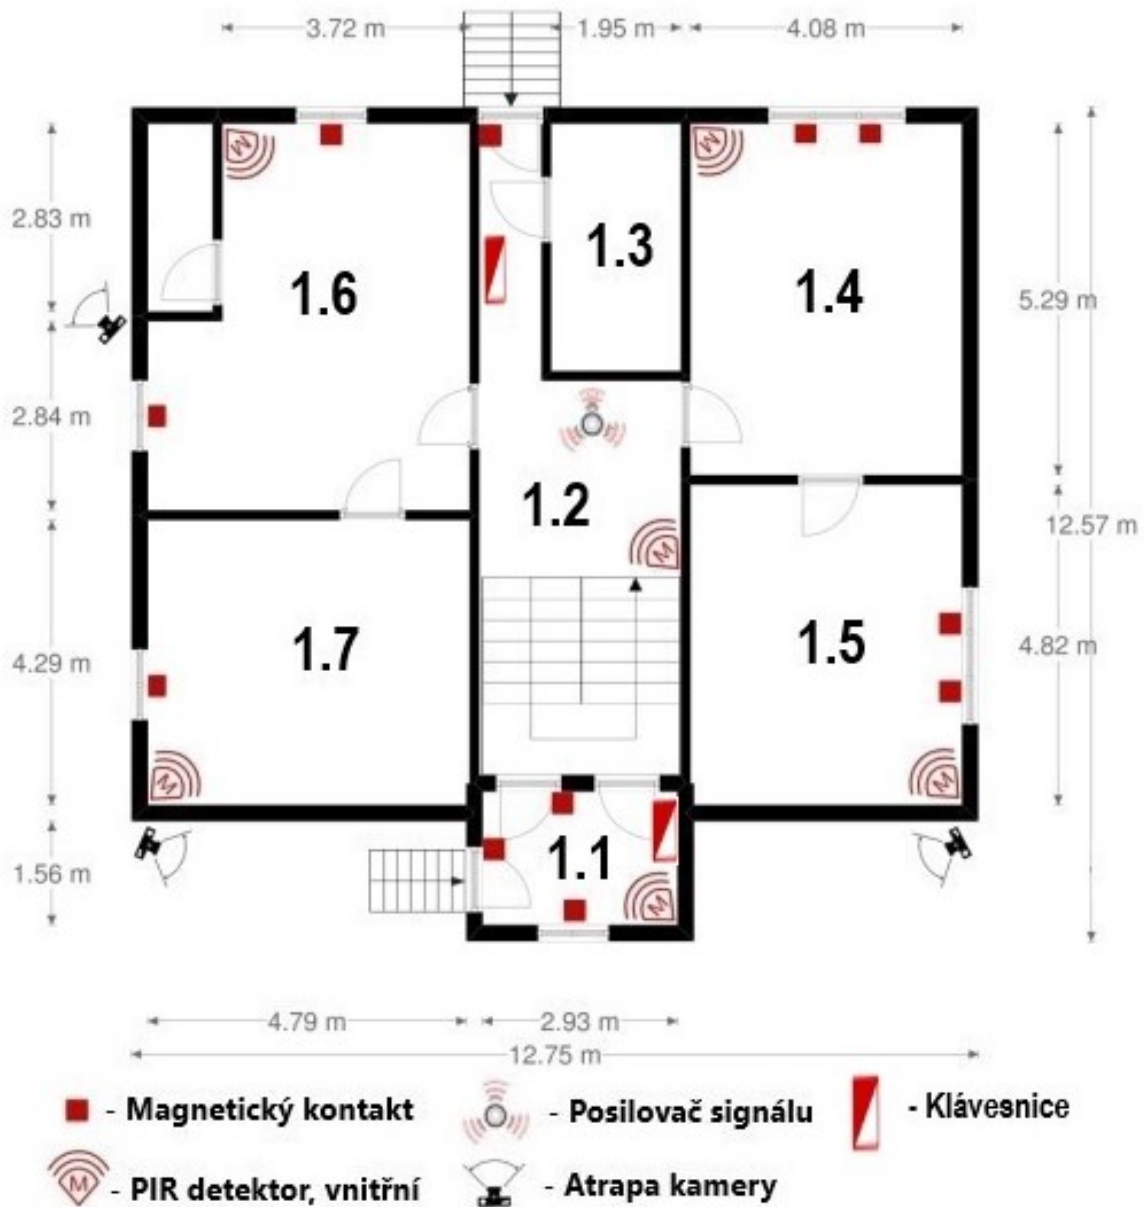 3.72 m 1.95 m 4.08 m
2.83 m
1.3
1.6
1.4
5.29 m
2.84 m
1.2
12.57 m
1.7
1.5
4.29 m
4.82 m
1.1
1.56 m
4.79 m 2.93 m
12.75 m
- Magnetický kontakt
- Posilovač signálu
- Klávesnice
M - PIR detektor, vnitřní
- Atrapa kamery